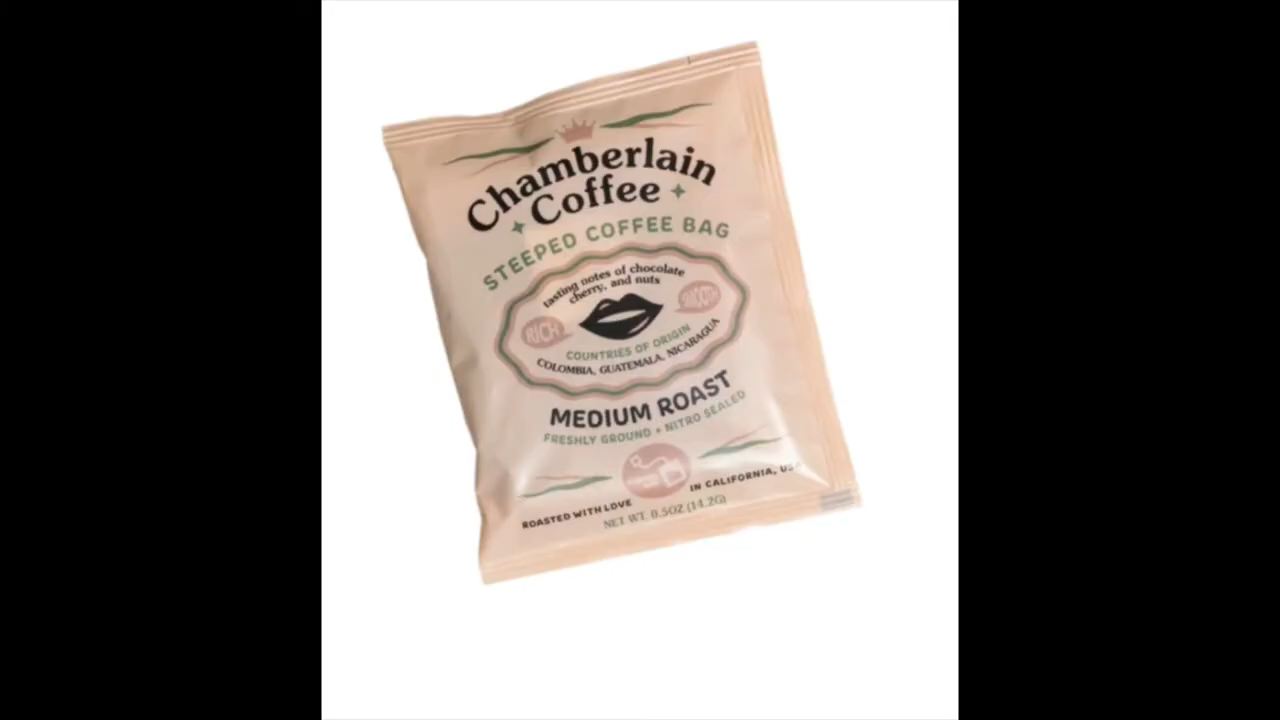 Chamberlain
Coffee
STEEPED COFFEE BAG
tasting notes of chocolate
cherry, and nuts
RICH
SMOOTH
COUNTRIES OF ORIGIN
COLOMBIA, GUATEMALA, NICARAGUA
MEDIUM ROAST
FRESHLY GROUND + NITRO SEALED
ROASTED WITH LOVE IN CALIFORNIA, USA
NET WT. 0.5OZ (14.2G)